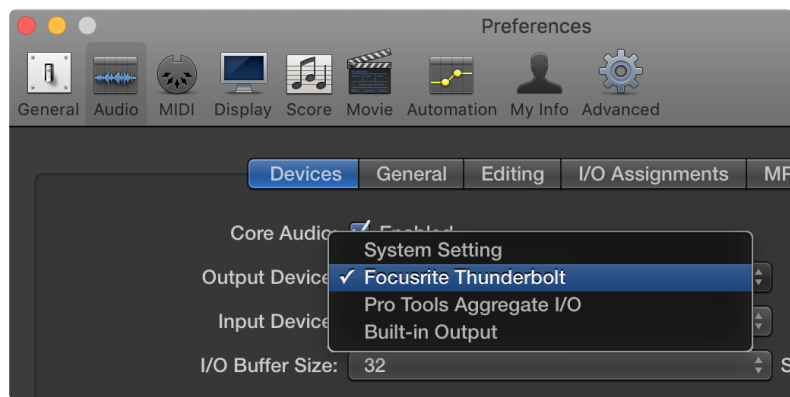 Preferences
General Audio MIDI Display Score Movie Automation My Info Advanced
Devices General Editing I/O Assignments
Core Audio: Enabled
System Setting
Output Device ✓ Focusrite Thunderbolt
Pro Tools Aggregate I/O
Input Device
Built-in Output
I/O Buffer Size: 32